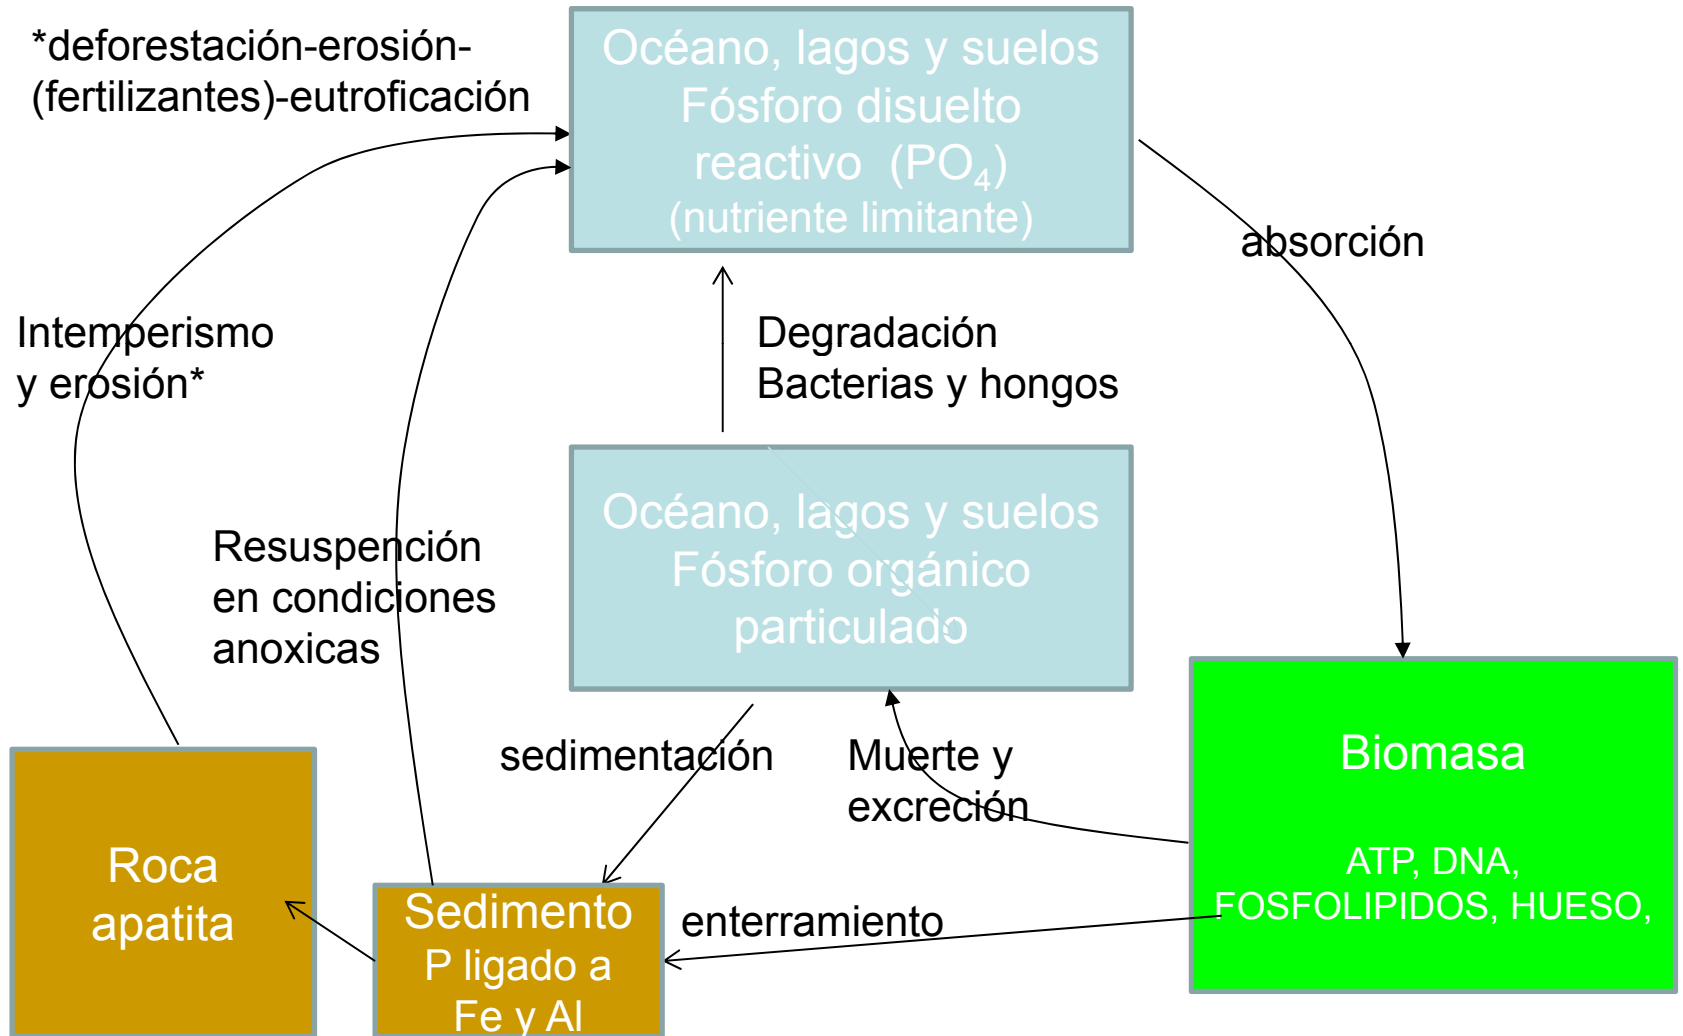 *deforestación-erosión-
(fertilizantes)-eutroficación
Océano, lagos y suelos
Fósforo disuelto
reactivo (PO₄)
(nutriente limitante)
absorción
Intemperismo
y erosión*
Degradación
Bacterias y hongos
Resuspención
en condiciones
anoxicas
Océano, lagos y suelos
Fósforo orgánico
particulado
sedimentación
Muerte y
excreción
Biomasa
ATP, DNA,
FOSFOLIPIDOS, HUESO,
Roca
apatita
Sedimento
P ligado a
Fe y Al
enterramiento